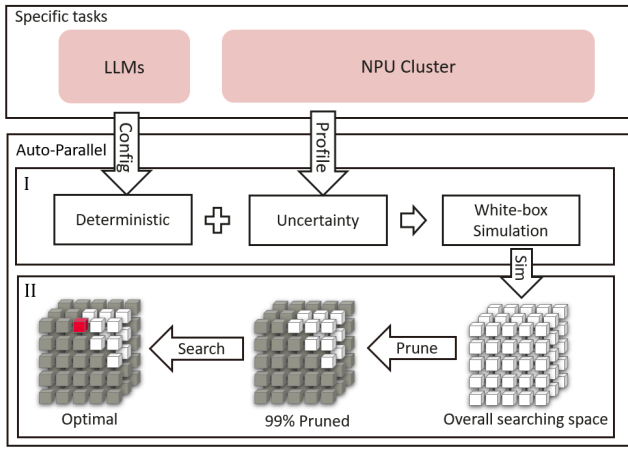 Specific tasks
LLMs
NPU Cluster
Config
Profile
Auto-Parallel
I
Deterministic
Uncertainty
White-box
Simulation
Sim
II
Search
Prune
Optimal
99% Pruned
Overall searching space